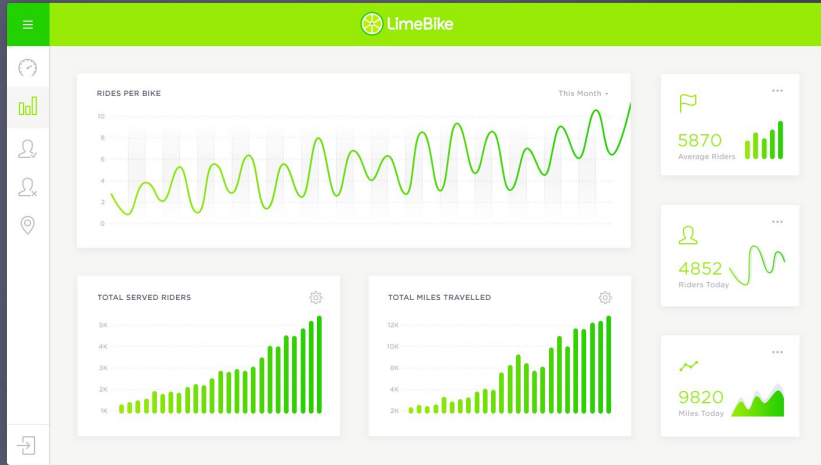 LimeBike
RIDES PER BIKE
This Month
10
8
6
4
2
0
5870
Average Riders
4852
Riders Today
9820
Miles Today
TOTAL SERVED RIDERS
5K
4K
3K
2K
1K
TOTAL MILES TRAVELLED
12K
10K
8K
4K
2K